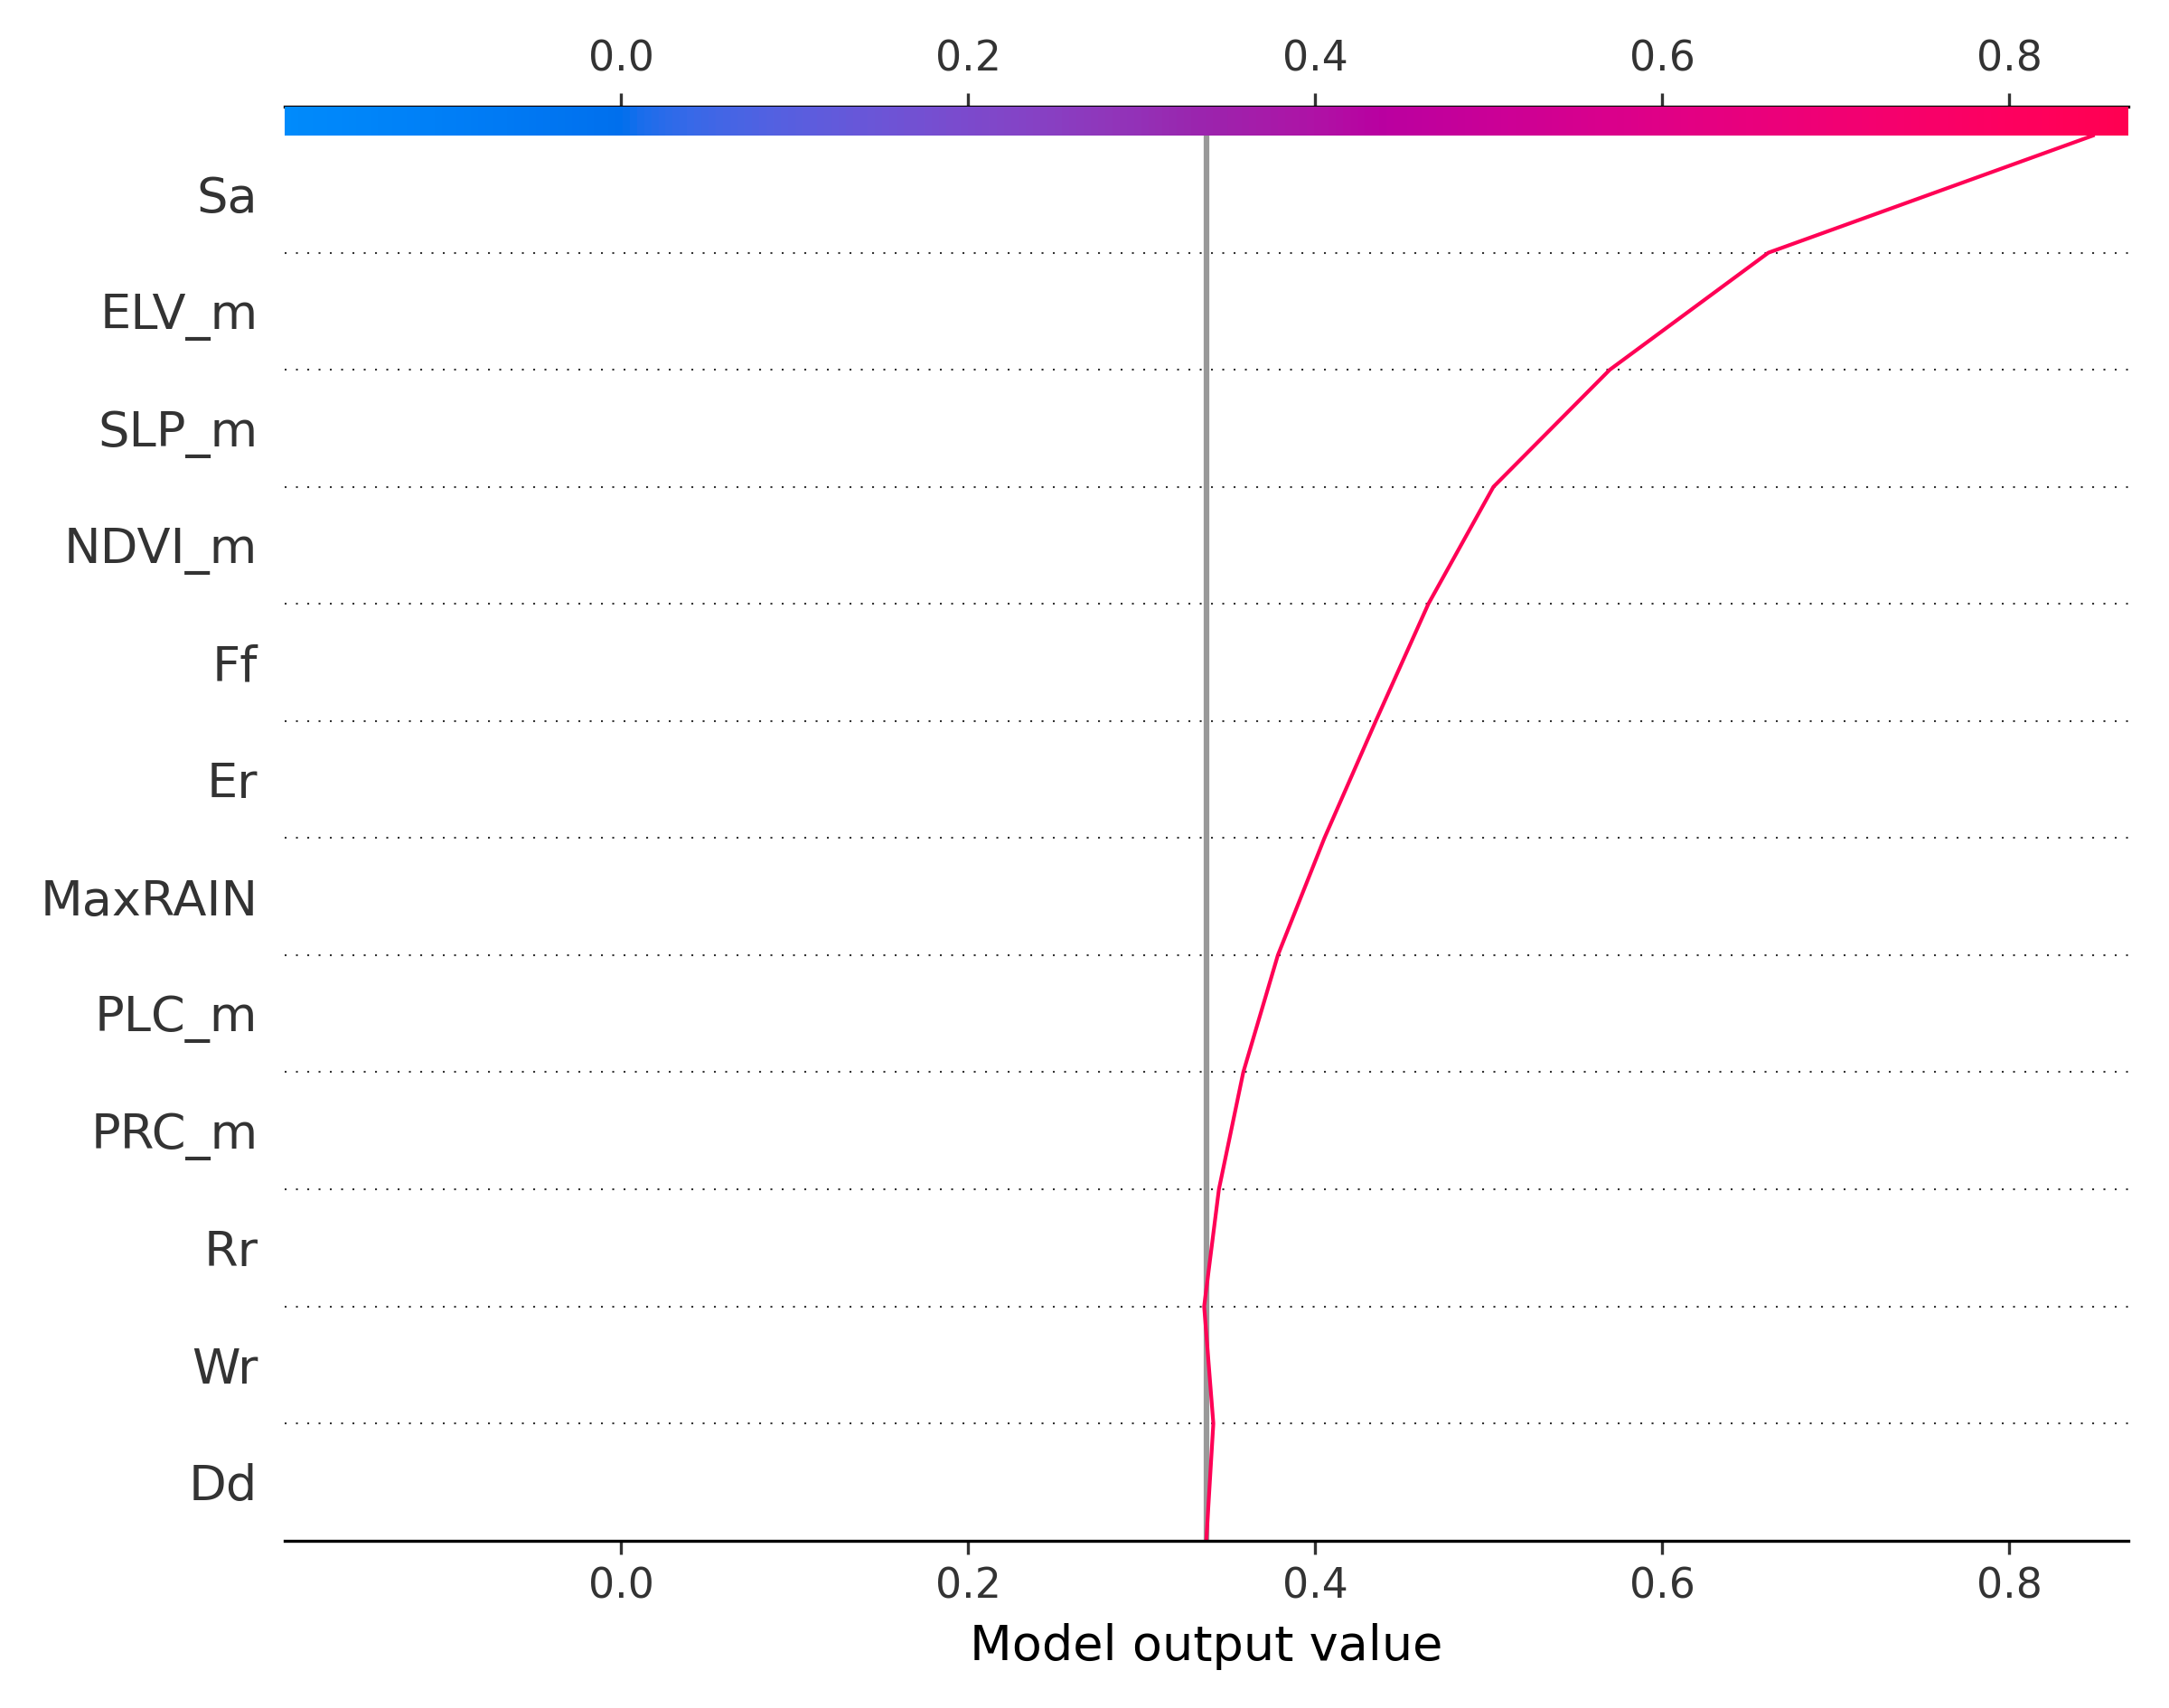 0.0 0.2 0.4 0.6 0.8
Sa
ELV_m
SLP_m
NDVI_m
Ff
Er
MaxRAIN
PLC_m
PRC_m
Rr
Wr
Dd
0.0 0.2 0.4 0.6 0.8
Model output value